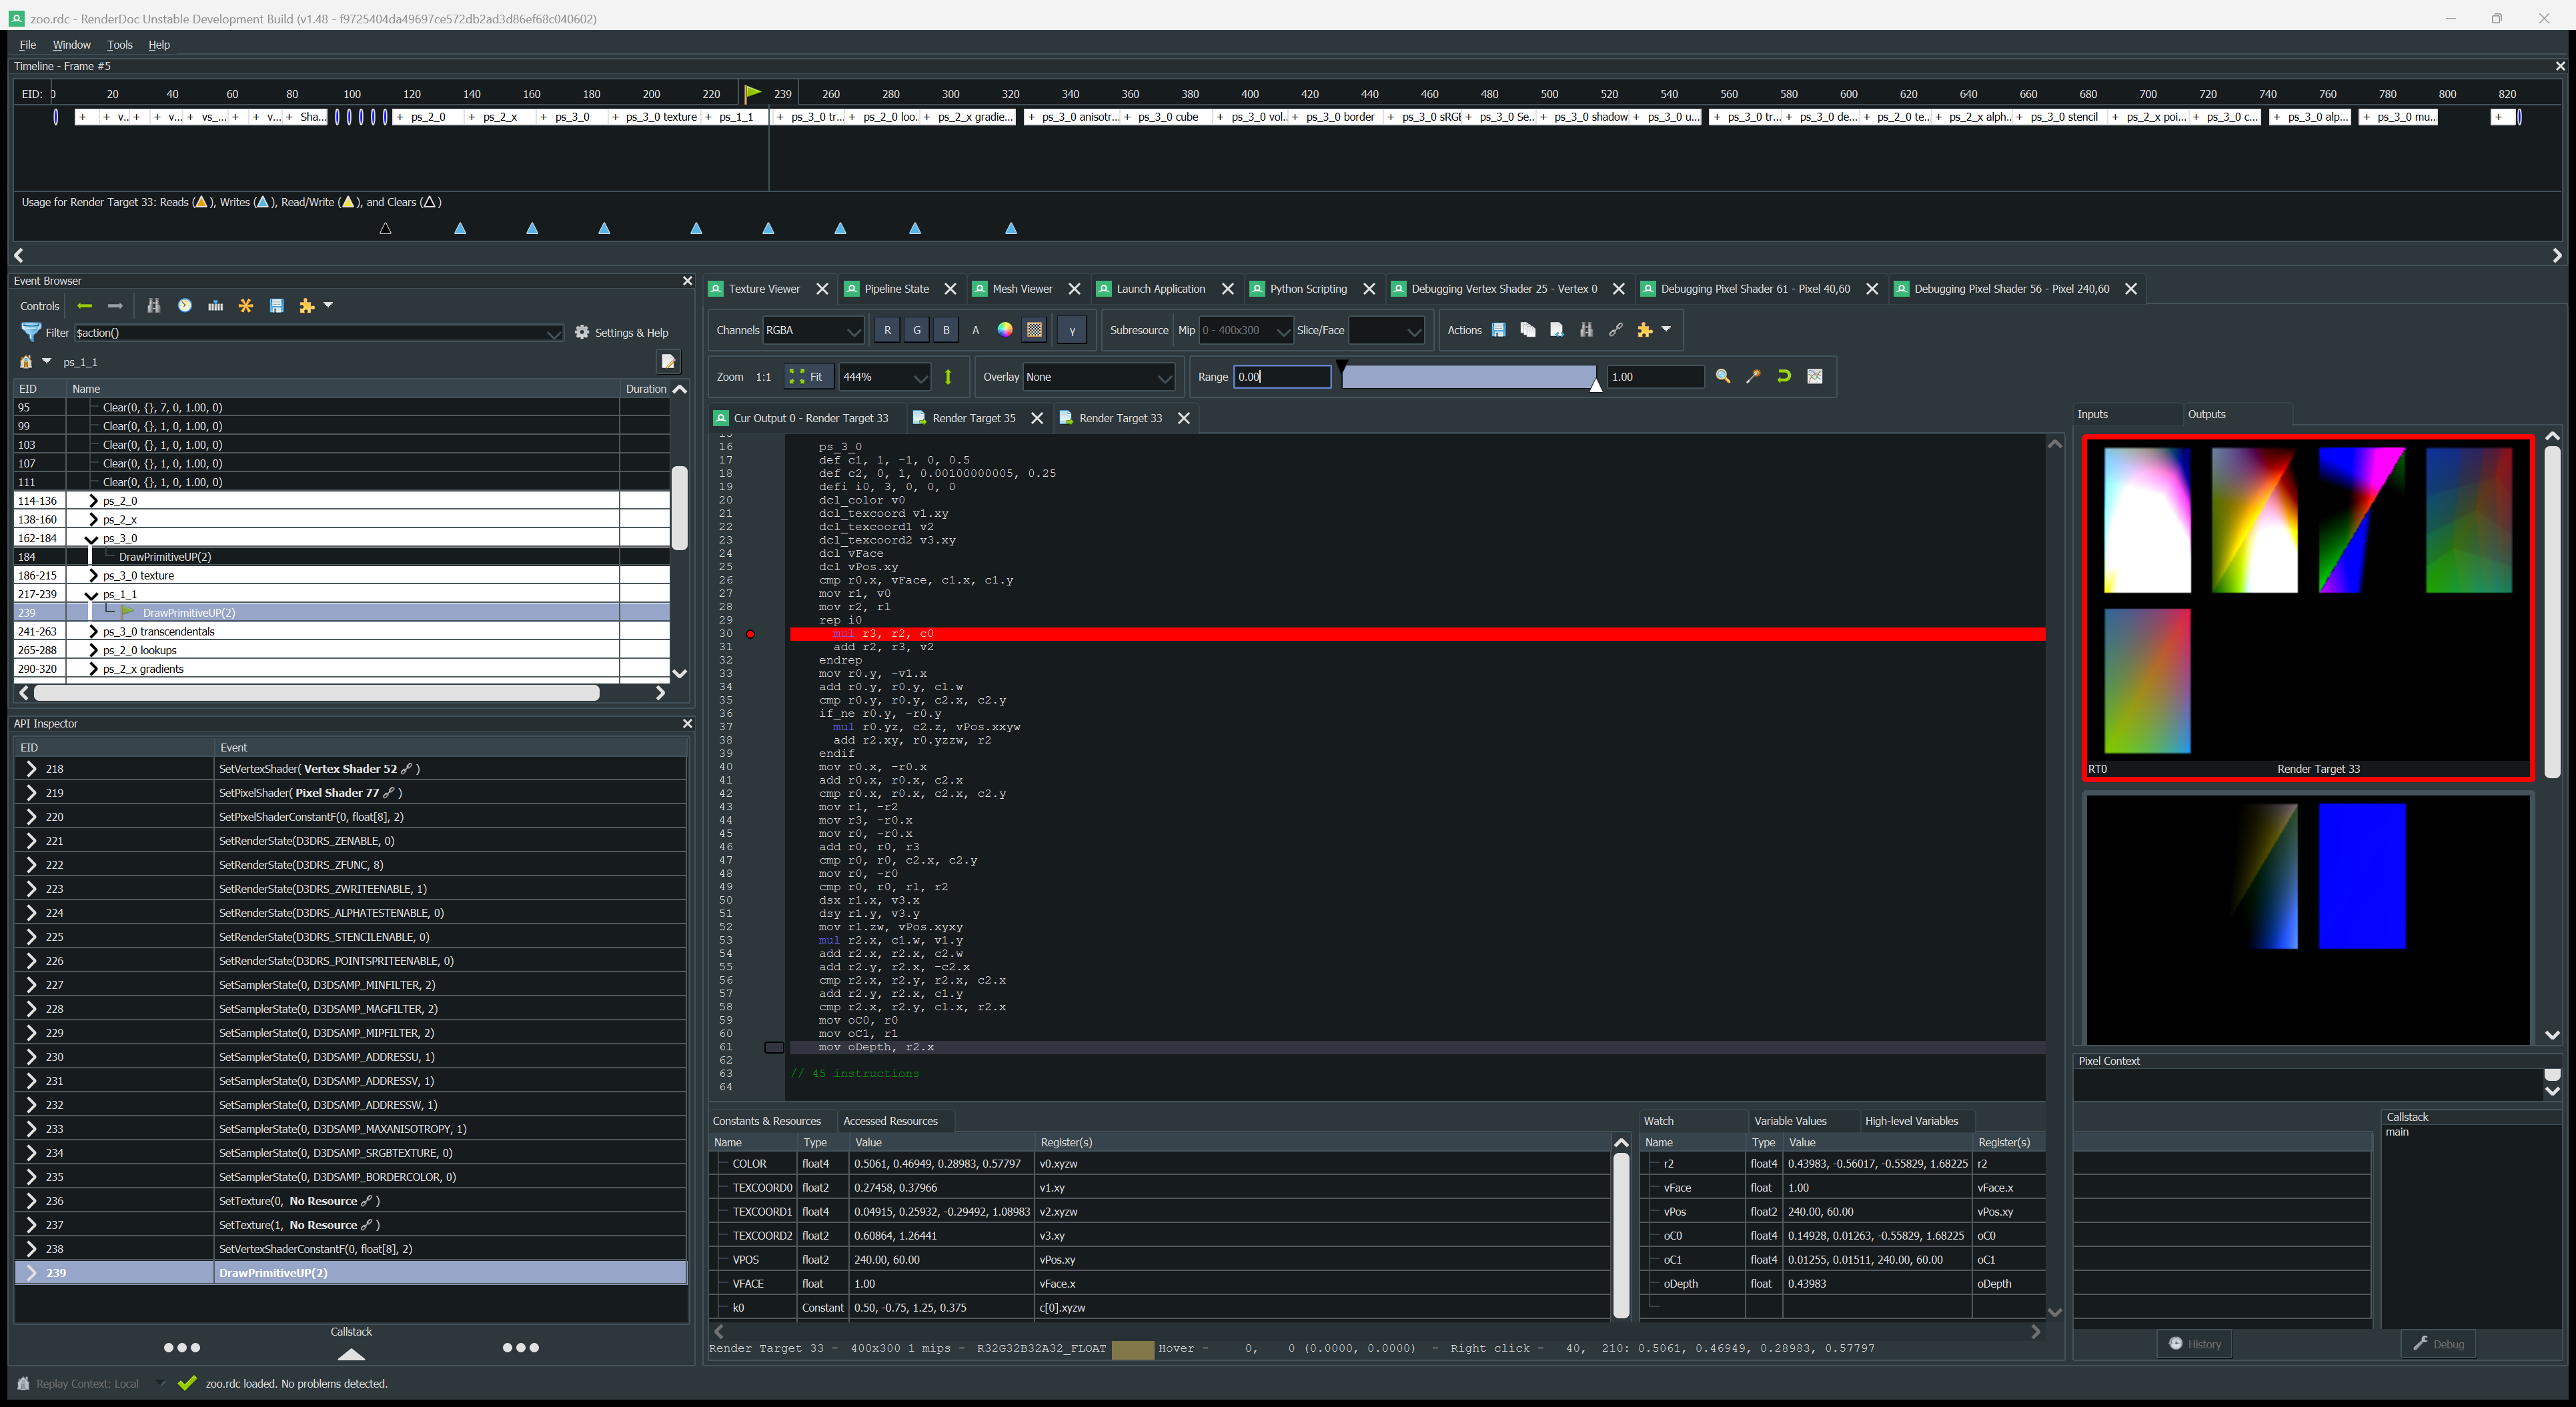 zoo.rdc - RenderDoc Unstable Development Build (v1.48 - f9725404da49697ce572db2ad3d86ef68c040602)
File Window Tools Help
Timeline - Frame #5
EID: 0 20 40 60 80 100 120 140 160 180 200 220 239 260 280 300 320 340 360 380 400 420 440 460 480 500 520 540 560 580 600 620 640 660 680 700 720 740 760 780 800 820
+ + v.. + + v... + vs_... + + v... + Sha... + ps_2_0 + ps_2_x + ps_3_0 + ps_3_0 texture + ps_1_1 + ps_3_0 tr... + ps_2_0 loo.. + ps_2_x gradie... + ps_3_0 anisotr... + ps_3_0 cube + ps_3_0 vol.. + ps_3_0 border + ps_3_0 sRGI + ps_3_0 Se... + ps_3_0 shadow + ps_3_0 u... + ps_3_0 tr... + ps_3_0 de... + ps_2_0 te.. + ps_2_x alph.. + ps_3_0 stencil + ps_2_x poi... + ps_3_0 c... + ps_3_0 alp... + ps_3_0 mu... +
Usage for Render Target 33: Reads ( ), Writes ( ), Read/Write ( ), and Clears ( )
Event Browser
Controls
Filter $action() Settings & Help
ps_1_1
EID Name Duration
95 Clear(0, {}, 7, 0, 1.00, 0)
99 Clear(0, {}, 1, 0, 1.00, 0)
103 Clear(0, {}, 1, 0, 1.00, 0)
107 Clear(0, {}, 1, 0, 1.00, 0)
111 Clear(0, {}, 1, 0, 1.00, 0)
114-136 ps_2_0
138-160 ps_2_x
162-184 ps_3_0
184 DrawPrimitiveUP(2)
186-215 ps_3_0 texture
217-239 ps_1_1
239 DrawPrimitiveUP(2)
241-263 ps_3_0 transcendentals
265-288 ps_2_0 lookups
290-320 ps_2_x gradients
API Inspector
EID Event
218 SetVertexShader( Vertex Shader 52 )
219 SetPixelShader( Pixel Shader 77 )
220 SetPixelShaderConstantF(0, float[8], 2)
221 SetRenderState(D3DRS_ZENABLE, 0)
222 SetRenderState(D3DRS_ZFUNC, 8)
223 SetRenderState(D3DRS_ZWRITEENABLE, 1)
224 SetRenderState(D3DRS_ALPHATESTENABLE, 0)
225 SetRenderState(D3DRS_STENCILENABLE, 0)
226 SetRenderState(D3DRS_POINTSPRITEENABLE, 0)
227 SetSamplerState(0, D3DSAMP_MINFILTER, 2)
228 SetSamplerState(0, D3DSAMP_MAGFILTER, 2)
229 SetSamplerState(0, D3DSAMP_MIPFILTER, 2)
230 SetSamplerState(0, D3DSAMP_ADDRESSU, 1)
231 SetSamplerState(0, D3DSAMP_ADDRESSV, 1)
232 SetSamplerState(0, D3DSAMP_ADDRESSW, 1)
233 SetSamplerState(0, D3DSAMP_MAXANISOTROPY, 1)
234 SetSamplerState(0, D3DSAMP_SRGBTEXTURE, 0)
235 SetSamplerState(0, D3DSAMP_BORDERCOLOR, 0)
236 SetTexture(0, No Resource )
237 SetTexture(1, No Resource )
238 SetVertexShaderConstantF(0, float[8], 2)
239 DrawPrimitiveUP(2)
Callstack
Texture Viewer Pipeline State Mesh Viewer Launch Application Python Scripting Debugging Vertex Shader 25 - Vertex 0 Debugging Pixel Shader 61 - Pixel 40,60 Debugging Pixel Shader 56 - Pixel 240,60
Channels RGBA R G B A γ Subresource Mip 0 - 400x300 Slice/Face Actions
Zoom 1:1 Fit 444% Overlay None Range 0.00 1.00
Cur Output 0 - Render Target 33 Render Target 35 Render Target 33
16 ps_3_0
17 def c1, 1, -1, 0, 0.5
18 def c2, 0, 1, 0.00100000005, 0.25
19 defi i0, 3, 0, 0, 0
20 dcl_color v0
21 dcl_texcoord v1.xy
22 dcl_texcoord1 v2
23 dcl_texcoord2 v3.xy
24 dcl vFace
25 dcl vPos.xy
26 cmp r0.x, vFace, c1.x, c1.y
27 mov r1, v0
28 mov r2, r1
29 rep i0
30 mul r3, r2, c0
31 add r2, r3, v2
32 endrep
33 mov r0.y, -v1.x
34 add r0.y, r0.y, c1.w
35 cmp r0.y, r0.y, c2.x, c2.y
36 if_ne r0.y, -r0.y
37 mul r0.yz, c2.z, vPos.xxyw
38 add r2.xy, r0.yzzw, r2
39 endif
40 mov r0.x, -r0.x
41 add r0.x, r0.x, c2.x
42 cmp r0.x, r0.x, c2.x, c2.y
43 mov r1, -r2
44 mov r3, -r0.x
45 mov r0, -r0.x
46 add r0, r0, r3
47 cmp r0, r0, c2.x, c2.y
48 mov r0, -r0
49 cmp r0, r0, r1, r2
50 dsx r1.x, v3.x
51 dsy r1.y, v3.y
52 mov r1.zw, vPos.xyxy
53 mul r2.x, c1.w, v1.y
54 add r2.x, r2.x, c2.w
55 add r2.y, r2.x, -c2.x
56 cmp r2.x, r2.y, r2.x, c2.x
57 add r2.y, r2.x, c1.y
58 cmp r2.x, r2.y, c1.x, r2.x
59 mov oC0, r0
60 mov oC1, r1
61 mov oDepth, r2.x
62
63 // 45 instructions
64
Constants & Resources Accessed Resources
Name Type Value Register(s)
COLOR float4 0.5061, 0.46949, 0.28983, 0.57797 v0.xyzw
TEXCOORD0 float2 0.27458, 0.37966 v1.xy
TEXCOORD1 float4 0.04915, 0.25932, -0.29492, 1.08983 v2.xyzw
TEXCOORD2 float2 0.60864, 1.26441 v3.xy
VPOS float2 240.00, 60.00 vPos.xy
VFACE float 1.00 vFace.x
k0 Constant 0.50, -0.75, 1.25, 0.375 c[0].xyzw
Watch Variable Values High-level Variables
Name Type Value Register(s)
r2 float4 0.43983, -0.56017, -0.55829, 1.68225 r2
vFace float 1.00 vFace.x
vPos float2 240.00, 60.00 vPos.xy
oC0 float4 0.14928, 0.01263, -0.55829, 1.68225 oC0
oC1 float4 0.01255, 0.01511, 240.00, 60.00 oC1
oDepth float 0.43983 oDepth
Render Target 33 - 400x300 1 mips - R32G32B32A32_FLOAT Hover - 0, 0 (0.0000, 0.0000) - Right click - 40, 210: 0.5061, 0.46949, 0.28983, 0.57797
Inputs Outputs
RT0 Render Target 33
Pixel Context
Callstack
main
History Debug
Replay Context: Local zoo.rdc loaded. No problems detected.